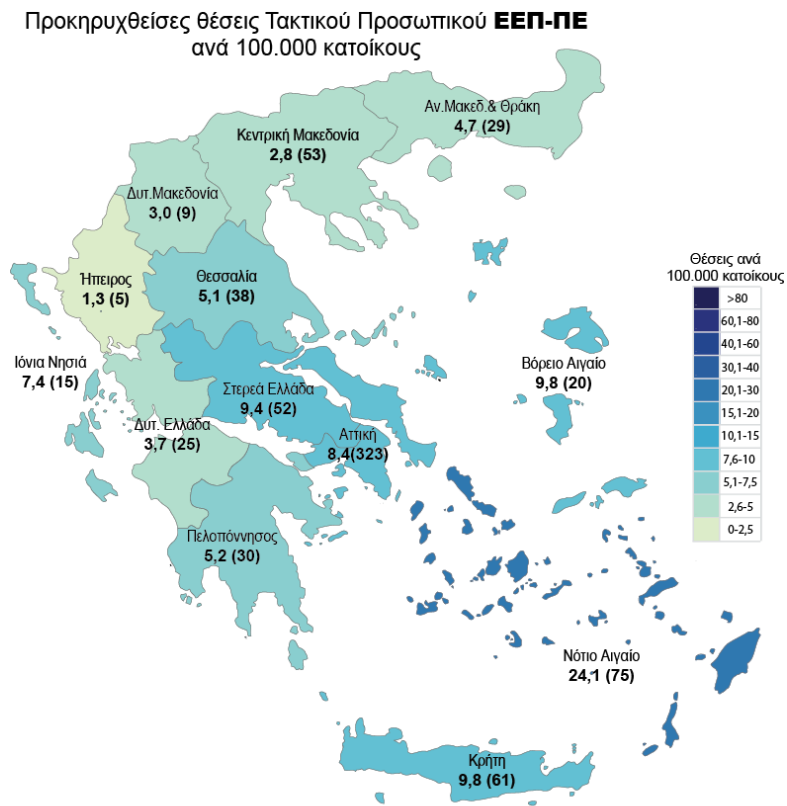 Προκηρυχθείσες θέσεις Τακτικού Προσωπικού ΕΕΠ-ΠΕ
ανά 100.000 κατοίκους
Αν.Μακεδ.& Θράκη
4,7 (29)
Κεντρική Μακεδονία
2,8 (53)
Δυτ.Μακεδονία
3,0 (9)
Ήπειρος
1,3 (5)
Θεσσαλία
5,1 (38)
Ιόνια Νησιά
7,4 (15)
Στερεά Ελλάδα
9,4 (52)
Βόρειο Αιγαίο
9,8 (20)
Δυτ. Ελλάδα
3,7 (25)
Αττική
8,4(323)
Πελοπόννησος
5,2 (30)
Νότιο Αιγαίο
24,1 (75)
Κρήτη
9,8 (61)
Θέσεις ανά
100.000 κατοίκους
>80
60,1-80
40,1-60
30,1-40
20,1-30
15,1-20
10,1-15
7,6-10
5,1-7,5
2,6-5
0-2,5